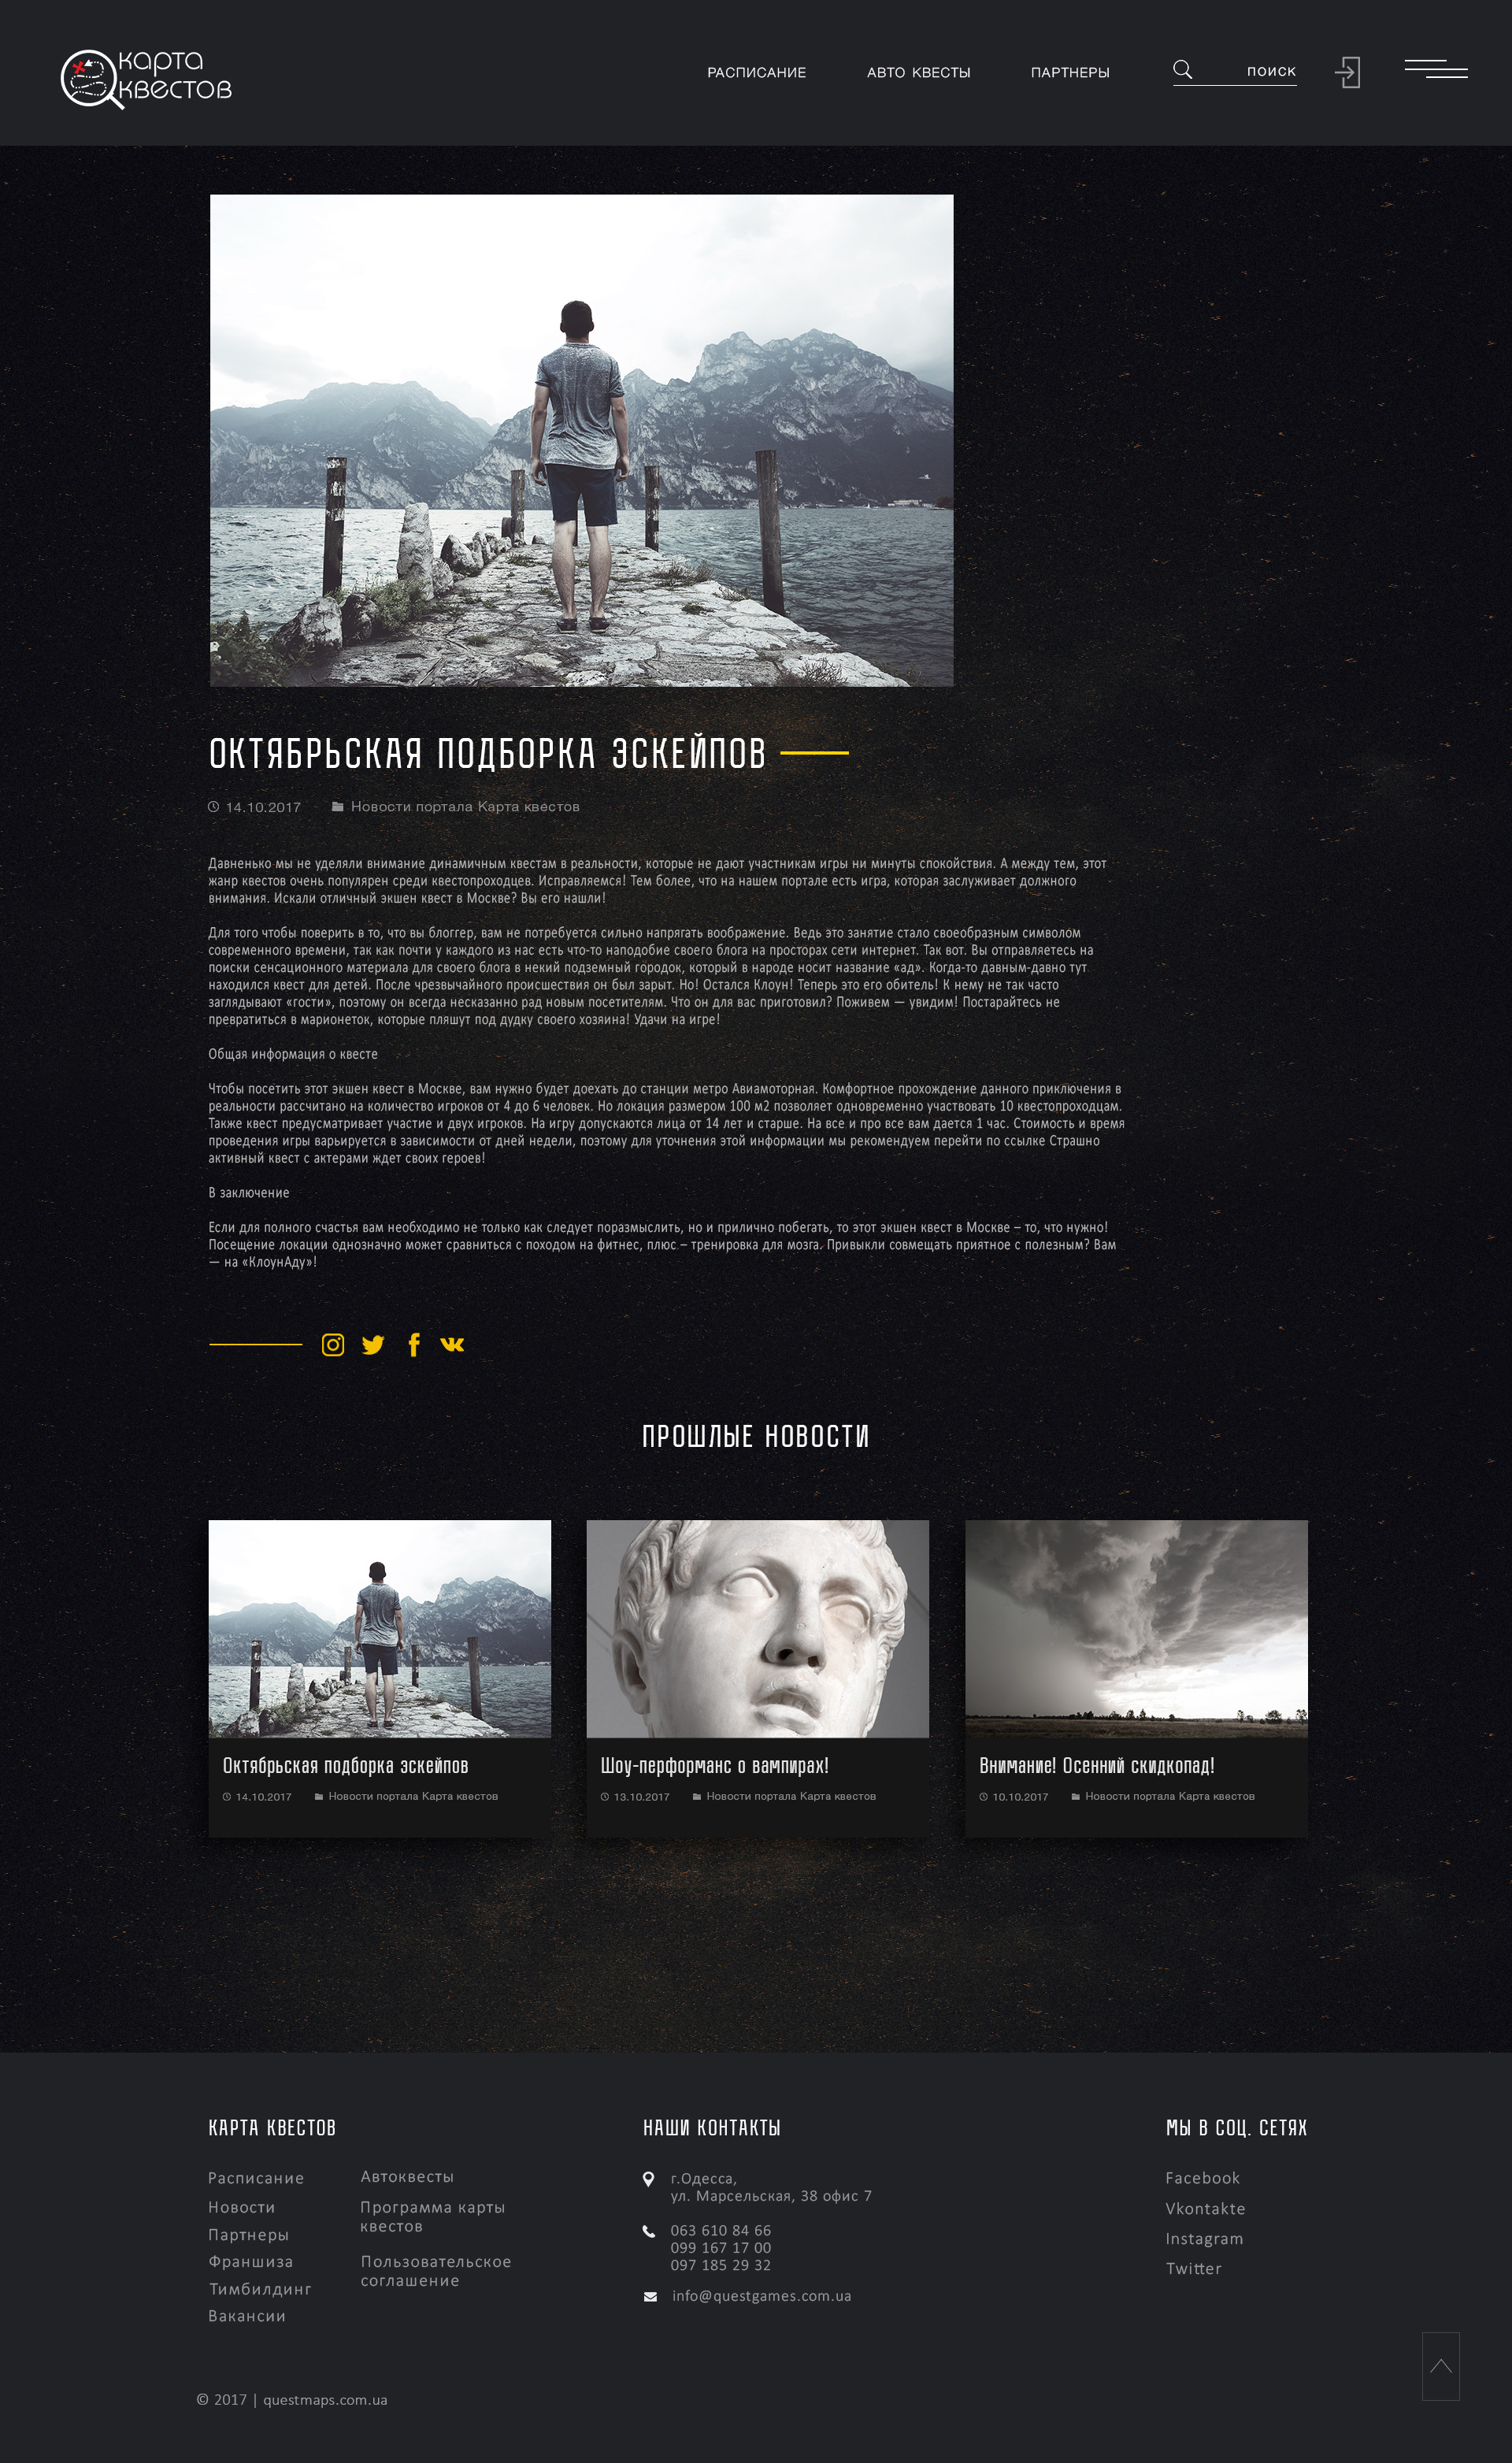 карта
квестов
РАСПИСАНИЕ
АВТО КВЕСТЫ
ПАРТНЕРЫ
ПОИСК
ОКТЯБРЬСКАЯ ПОДБОРКА ЭСКЕЙПОВ
14.10.2017
Новости портала Карта квестов
Давненько мы не уделяли внимание динамичным квестам в реальности, которые не дают участникам игры ни минуты спокойствия. А между тем, этот
жанр квестов очень популярен среди квестопроходцев. Исправляемся! Тем более, что на нашем портале есть игра, которая заслуживает должного
внимания. Искали отличный экшен квест в Москве? Вы его нашли!
Для того чтобы поверить в то, что вы блоггер, вам не потребуется сильно напрягать воображение. Ведь это занятие стало своеобразным символом
современного времени, так как почти у каждого из нас есть что-то наподобие своего блога на просторах сети интернет. Так вот. Вы отправляетесь на
поиски сенсационного материала для своего блога в некий подземный городок, который в народе носит название «ад». Когда-то давным-давно тут
находился квест для детей. После чрезвычайного происшествия он был зарыт. Но! Остался Клоун! Теперь это его обитель! К нему не так часто
заглядывают «гости», поэтому он всегда несказанно рад новым посетителям. Что он для вас приготовил? Поживем — увидим! Постарайтесь не
превратиться в марионеток, которые пляшут под дудку своего хозяина! Удачи на игре!
Общая информация о квесте
Чтобы посетить этот экшен квест в Москве, вам нужно будет доехать до станции метро Авиамоторная. Комфортное прохождение данного приключения в
реальности рассчитано на количество игроков от 4 до 6 человек. Но локация размером 100 м2 позволяет одновременно участвовать 10 квестопроходцам.
Также квест предусматривает участие и двух игроков. На игру допускаются лица от 14 лет и старше. На все и про все вам дается 1 час. Стоимость и время
проведения игры варьируется в зависимости от дней недели, поэтому для уточнения этой информации мы рекомендуем перейти по ссылке Страшно
активный квест с актерами ждет своих героев!
В заключение
Если для полного счастья вам необходимо не только как следует поразмыслить, но и прилично побегать, то этот экшен квест в Москве – то, что нужно!
Посещение локации однозначно может сравниться с походом на фитнес, плюс – тренировка для мозга. Привыкли совмещать приятное с полезным? Вам
— на «КлоунАду»!
ПРОШЛЫЕ НОВОСТИ
Октябрьская подборка эскейпов
14.10.2017
Новости портала Карта квестов
Шоу-перформанс о вампирах!
13.10.2017
Новости портала Карта квестов
Внимание! Осенний скидкопад!
10.10.2017
Новости портала Карта квестов
КАРТА КВЕСТОВ
Расписание
Новости
Партнеры
Франшиза
Тимбилдинг
Вакансии
Автоквесты
Программа карты
квестов
Пользовательское
соглашение
НАШИ КОНТАКТЫ
г.Одесса,
ул. Марсельская, 38 офис 7
063 610 84 66
099 167 17 00
097 185 29 32
info@questgames.com.ua
МЫ В СОЦ. СЕТЯХ
Facebook
Vkontakte
Instagram
Twitter
© 2017 | questmaps.com.ua